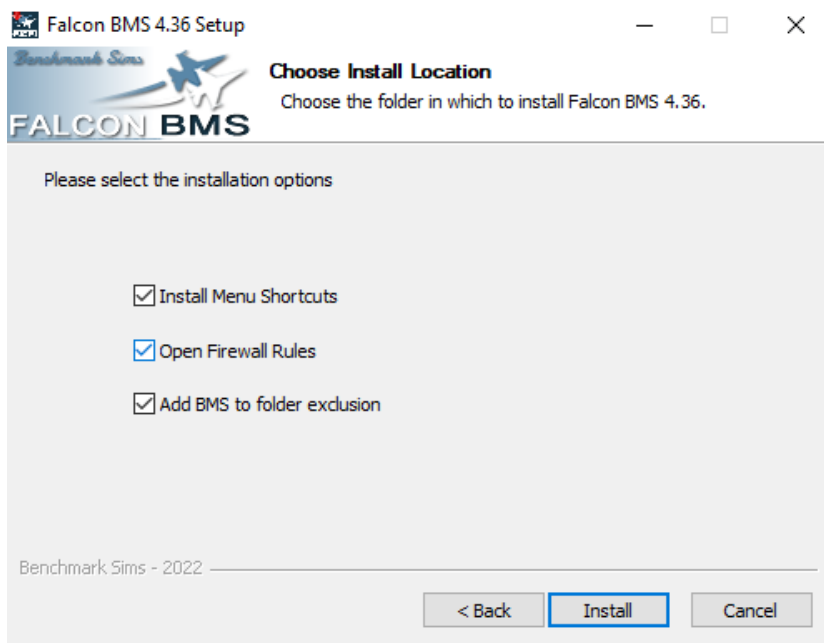 Falcon BMS 4.36 Setup
Benchmark Sims
FALCON BMS
Choose Install Location
Choose the folder in which to install Falcon BMS 4.36.
Please select the installation options
Install Menu Shortcuts
Open Firewall Rules
Add BMS to folder exclusion
Benchmark Sims - 2022
< Back
Install
Cancel